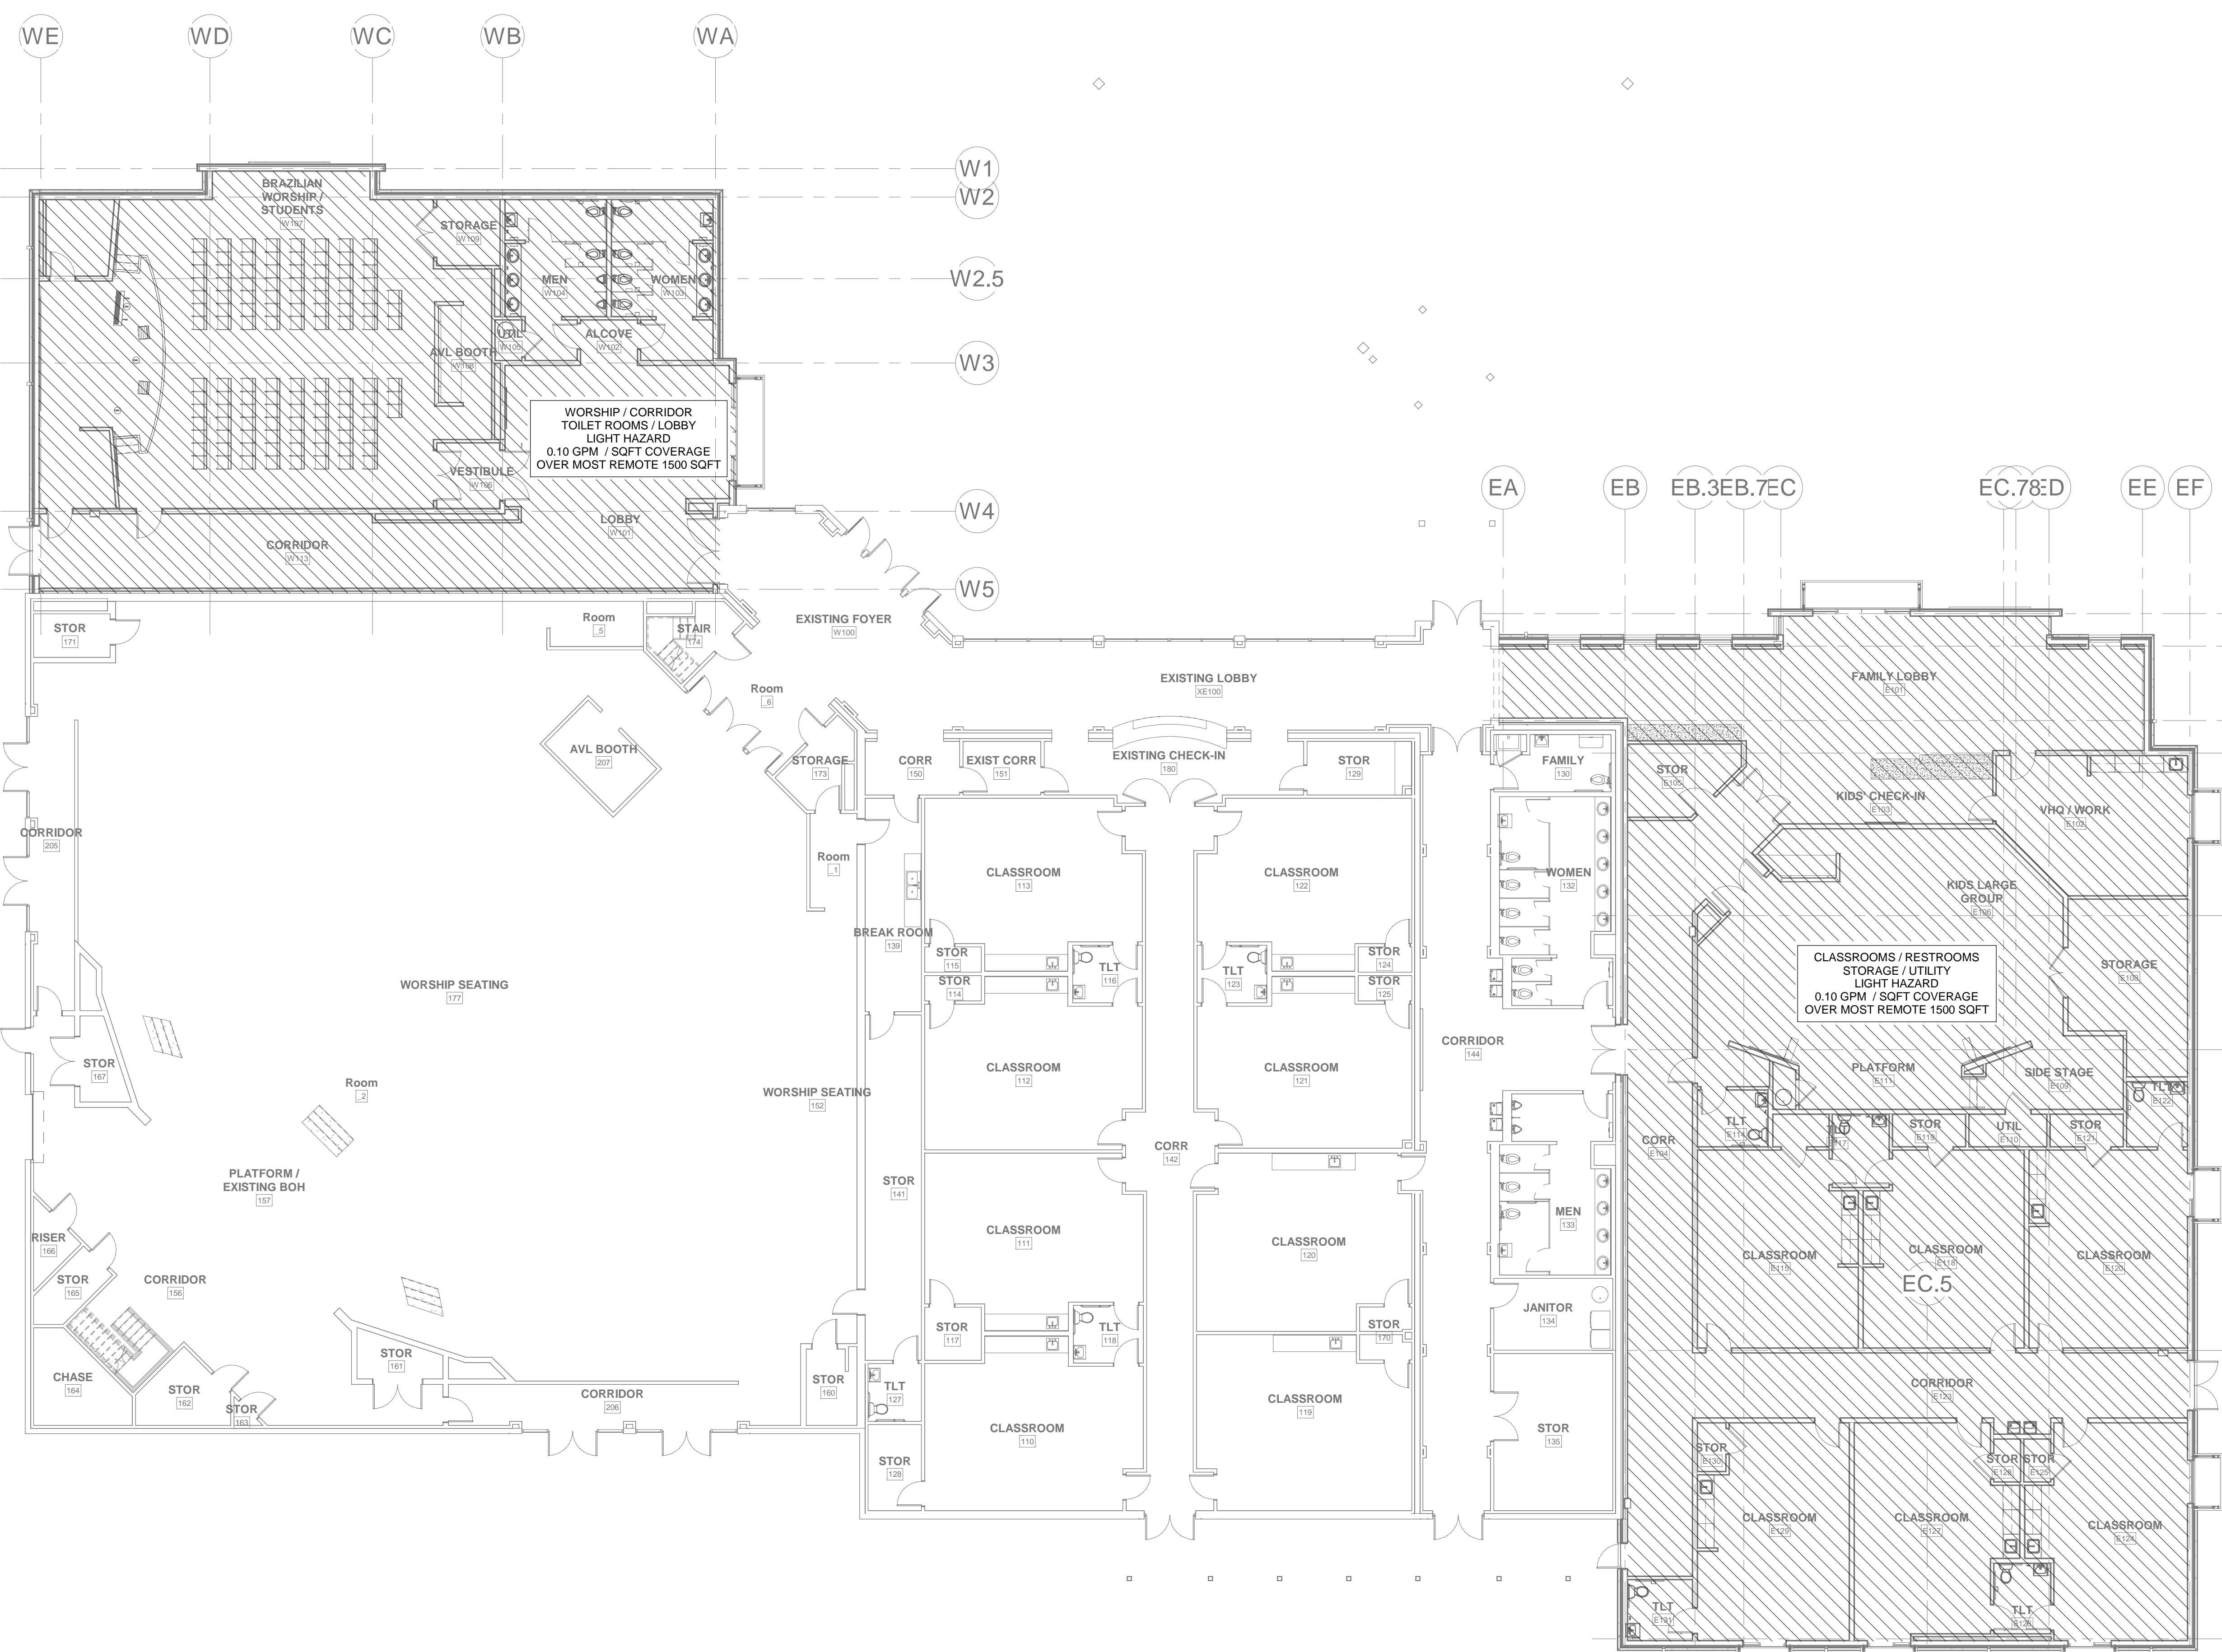 WE
WD
WC
WB
WA
W1
W2
W2.5
W3
W4
W5
BRAZILIAN
WORSHIP /
STUDENTS
W107
STORAGE
W109
MEN
W104
WOMEN
W103
UTIL
W105
ALCOVE
W102
AVL BOOTH
W108
WORSHIP / CORRIDOR
TOILET ROOMS / LOBBY
LIGHT HAZARD
0.10 GPM / SQFT COVERAGE
OVER MOST REMOTE 1500 SQFT
VESTIBULE
W106
LOBBY
W101
CORRIDOR
W113
EA
EB
EB.3
EB.7
EC
EC.78
ED
EE
EF
STOR
171
Room
_5
STAIR
174
EXISTING FOYER
W100
Room
_6
EXISTING LOBBY
XE100
FAMILY LOBBY
E101
AVL BOOTH
207
STORAGE
173
CORR
150
EXIST CORR
151
EXISTING CHECK-IN
180
STOR
129
FAMILY
130
STOR
E105
KIDS' CHECK-IN
E103
VHQ / WORK
E102
CORRIDOR
205
Room
_1
CLASSROOM
113
CLASSROOM
122
WOMEN
132
KIDS LARGE
GROUP
E106
BREAK ROOM
139
STOR
115
TLT
116
TLT
123
STOR
124
STOR
114
STOR
125
WORSHIP SEATING
177
CLASSROOMS / RESTROOMS
STORAGE / UTILITY
LIGHT HAZARD
0.10 GPM / SQFT COVERAGE
OVER MOST REMOTE 1500 SQFT
STORAGE
E108
CORRIDOR
144
STOR
167
Room
_2
WORSHIP SEATING
152
CLASSROOM
112
CLASSROOM
121
PLATFORM
E111
SIDE STAGE
E109
TLT
E122
TLT
E114
STOR
E119
UTIL
E110
STOR
E121
CORR
142
CORR
E104
PLATFORM /
EXISTING BOH
157
STOR
141
CLASSROOM
111
CLASSROOM
120
MEN
133
RISER
166
STOR
165
CORRIDOR
156
CLASSROOM
E115
CLASSROOM
E118
CLASSROOM
E120
EC.5
STOR
117
TLT
118
STOR
170
JANITOR
134
CHASE
164
STOR
162
STOR
163
STOR
161
CORRIDOR
206
STOR
160
TLT
127
CLASSROOM
110
CLASSROOM
119
CORRIDOR
E123
STOR
128
STOR
135
STOR
E130
STOR
E128
STOR
E125
CLASSROOM
E129
CLASSROOM
E127
CLASSROOM
E124
TLT
E131
TLT
E126